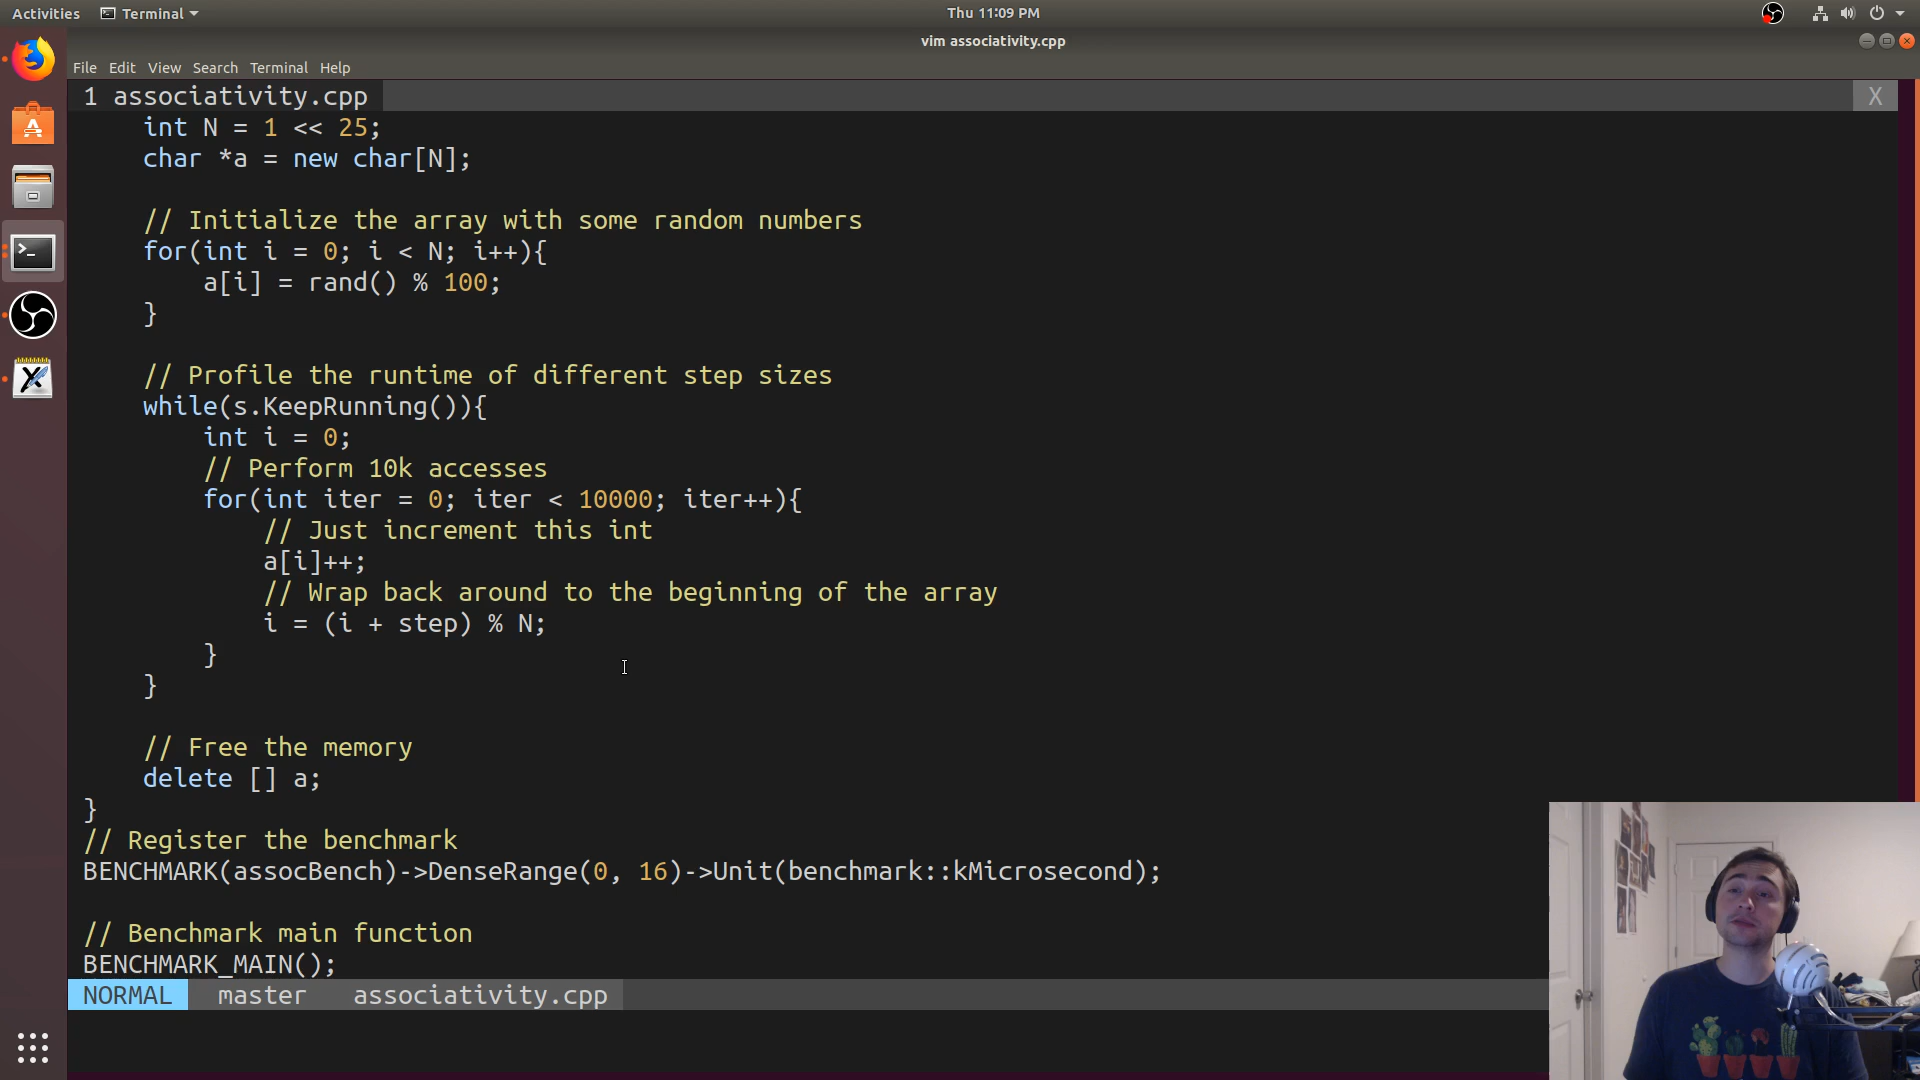 Activities Terminal Thu 11:09 PM
vim associativity.cpp
File Edit View Search Terminal Help
1 associativity.cpp X
int N = 1 << 25;
char *a = new char[N];
// Initialize the array with some random numbers
for(int i = 0; i < N; i++){
a[i] = rand() % 100;
}
// Profile the runtime of different step sizes
while(s.KeepRunning()){
int i = 0;
// Perform 10k accesses
for(int iter = 0; iter < 10000; iter++){
// Just increment this int
a[i]++;
// Wrap back around to the beginning of the array
i = (i + step) % N;
}
}
// Free the memory
delete [] a;
}
// Register the benchmark
BENCHMARK(assocBench)->DenseRange(0, 16)->Unit(benchmark::kMicrosecond);
// Benchmark main function
BENCHMARK_MAIN();
NORMAL master associativity.cpp